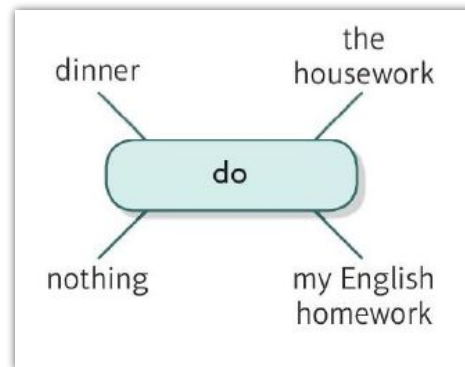 dinner
the
housework
do
nothing
my English
homework